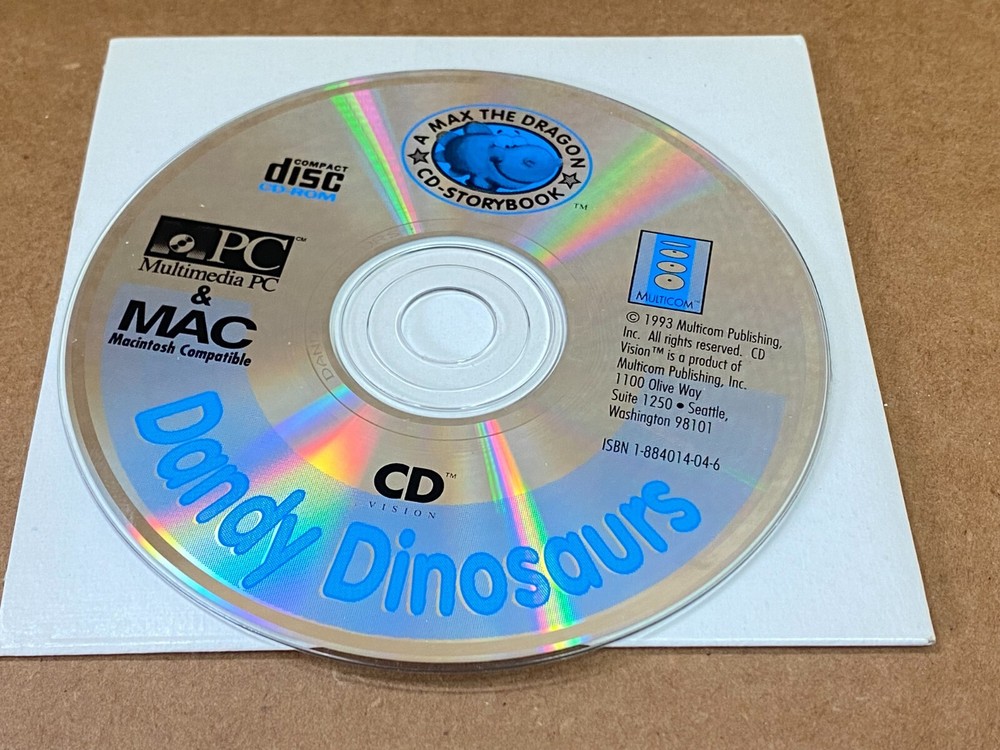 A MAX THE DRAGON
CD-STORYBOOK
TM
COMPACT
disc
CD-ROM
PC
Multimedia PC
&
MAC
Macintosh Compatible
MULTICOM
© 1993 Multicom Publishing,
Inc. All rights reserved. CD
Vision™ is a product of
Multicom Publishing, Inc.
1100 Olive Way
Suite 1250 • Seattle,
Washington 98101
ISBN 1-884014-04-6
CD™
VISION
Dandy Dinosaurs